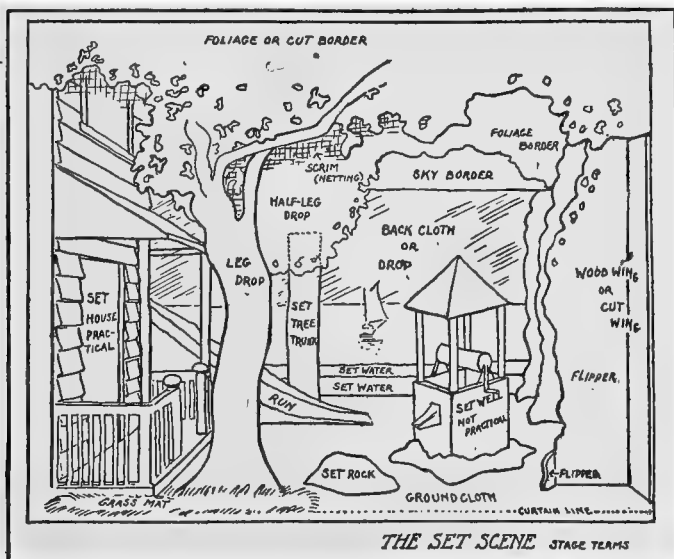 FOLIAGE OR CUT BORDER
FOLIAGE
BORDER
SCRIM
(NETTING)
SKY BORDER
HALF-LEG
DROP
BACK CLOTH
OR
DROP
LEG
DROP
WOOD WING
OR
CUT
WING
SET
HOUSE
PRAC-
TICAL
SET
TREE
TRUNK
SET WATER
SET WATER
FLIPPER.
RUN
SET WELL
NOT
PRACTICAL
SET ROCK
FLIPPER
GRASS MAT
GROUND CLOTH
CURTAIN LINE
THE SET SCENE STAGE TERMS